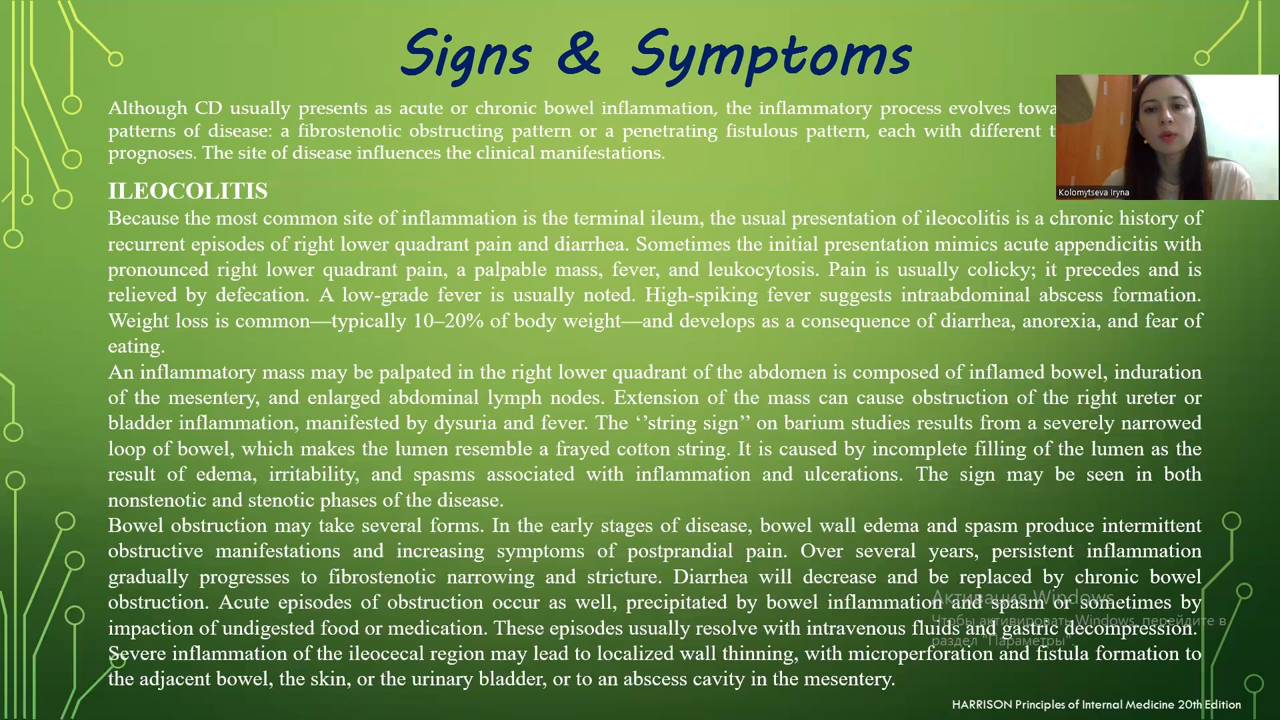 Signs & Symptoms
Although CD usually presents as acute or chronic bowel inflammation, the inflammatory process evolves
patterns of disease: a fibrostenotic obstructing pattern or a penetrating fistulous pattern, each with different
prognoses. The site of disease influences the clinical manifestations.
Kolomytseva Iryna
ILEOCOLITIS
Because the most common site of inflammation is the terminal ileum, the usual presentation of ileocolitis is a chronic history of
recurrent episodes of right lower quadrant pain and diarrhea. Sometimes the initial presentation mimics acute appendicitis with
pronounced right lower quadrant pain, a palpable mass, fever, and leukocytosis. Pain is usually colicky; it precedes and is
relieved by defecation. A low-grade fever is usually noted. High-spiking fever suggests intraabdominal abscess formation.
Weight loss is common—typically 10–20% of body weight—and develops as a consequence of diarrhea, anorexia, and fear of
eating.
An inflammatory mass may be palpated in the right lower quadrant of the abdomen is composed of inflamed bowel, induration
of the mesentery, and enlarged abdominal lymph nodes. Extension of the mass can cause obstruction of the right ureter or
bladder inflammation, manifested by dysuria and fever. The ‘’string sign’’ on barium studies results from a severely narrowed
loop of bowel, which makes the lumen resemble a frayed cotton string. It is caused by incomplete filling of the lumen as the
result of edema, irritability, and spasms associated with inflammation and ulcerations. The sign may be seen in both
nonstenotic and stenotic phases of the disease.
Bowel obstruction may take several forms. In the early stages of disease, bowel wall edema and spasm produce intermittent
obstructive manifestations and increasing symptoms of postprandial pain. Over several years, persistent inflammation
gradually progresses to fibrostenotic narrowing and stricture. Diarrhea will decrease and be replaced by chronic bowel
obstruction. Acute episodes of obstruction occur as well, precipitated by bowel inflammation and spasm or sometimes by
impaction of undigested food or medication. These episodes usually resolve with intravenous fluids and gastric decompression.
Severe inflammation of the ileocecal region may lead to localized wall thinning, with microperforation and fistula formation to
the adjacent bowel, the skin, or the urinary bladder, or to an abscess cavity in the mesentery.
Активация Windows
Чтобы активировать Windows, перейдите в
раздел "Параметры"
HARRISON Principles of Internal Medicine 20th Edition